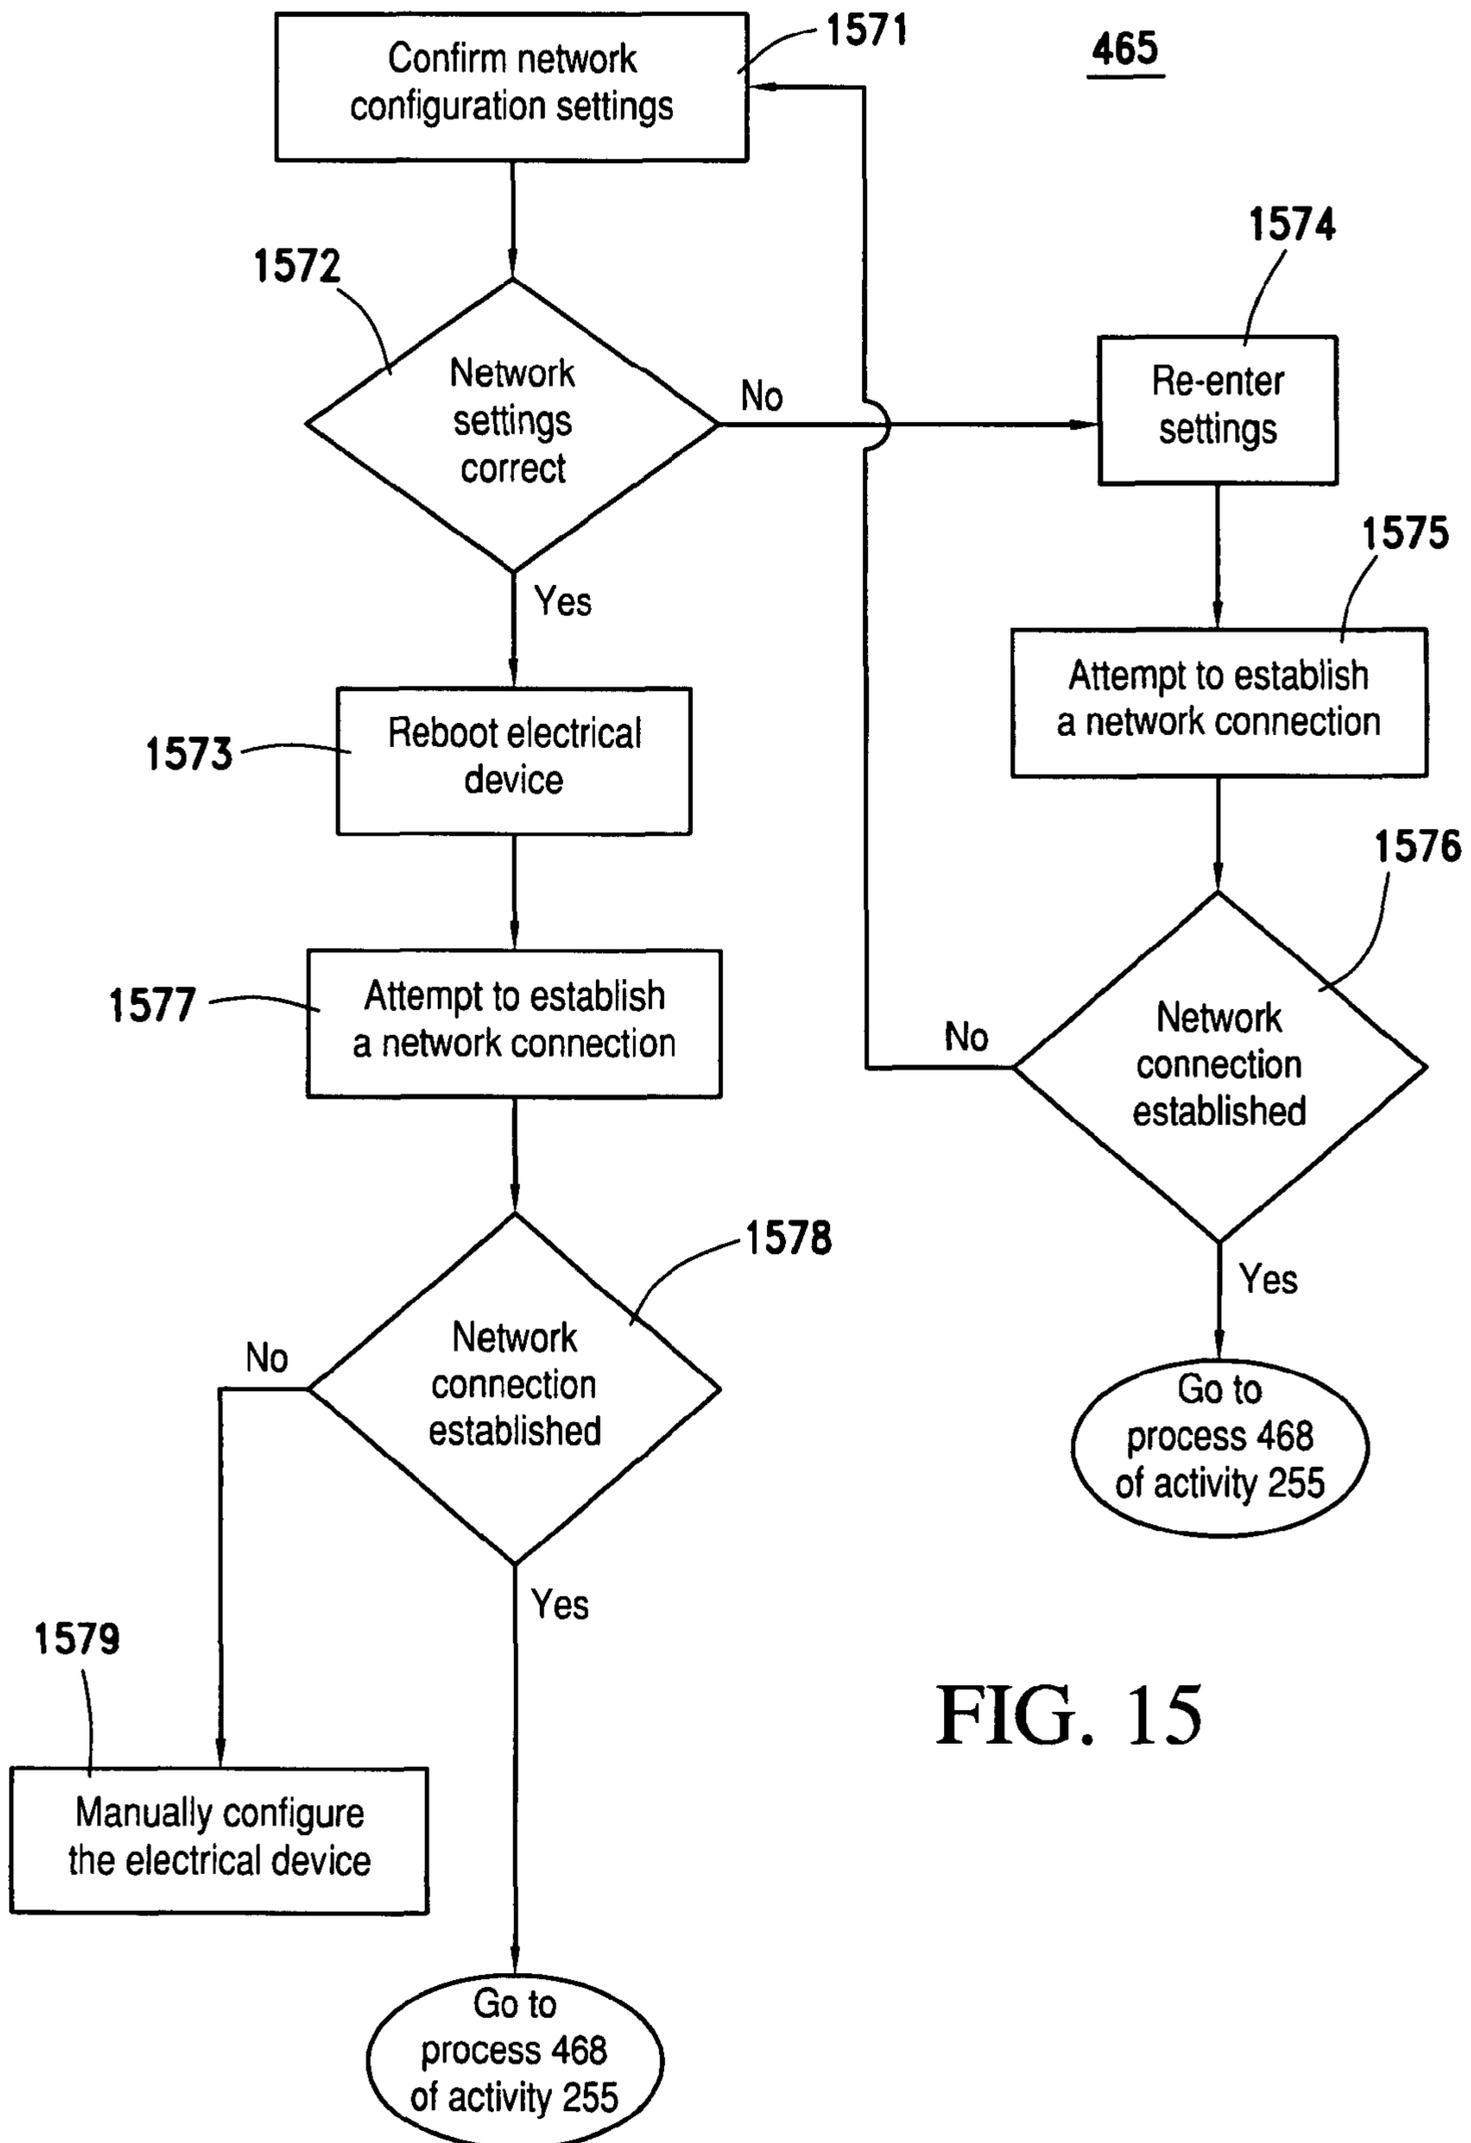 1571
465
Confirm network
configuration settings
1572
1574
Network
settings
correct
No
Re-enter
settings
Yes
1575
1573
Reboot electrical
device
Attempt to establish
a network connection
1576
1577
Attempt to establish
a network connection
No
Network
connection
established
1578
Yes
No
Network
connection
established
Go to
process 468
of activity 255
Yes
1579
FIG. 15
Manually configure
the electrical device
Go to
process 468
of activity 255